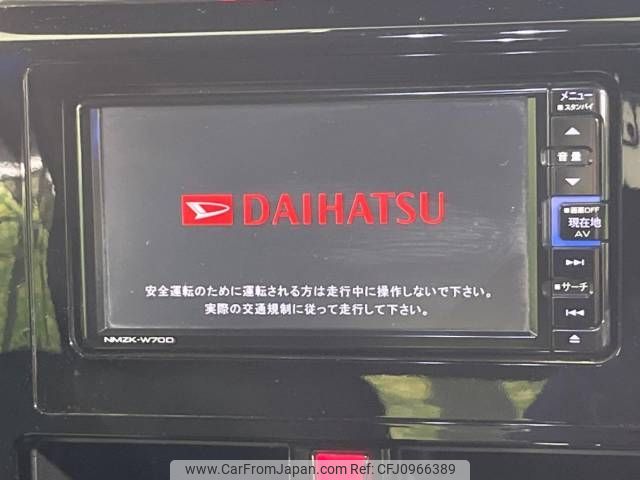 メニュー
■スタンバイ
音量
■画面OFF
現在地
AV
■サーチ
DAIHATSU
安全運転のために運転される方は走行中に操作しないで下さい。
実際の交通規制に従って走行して下さい。
NMZK-W70D
www.CarFromJapan.com - CFJ0966389